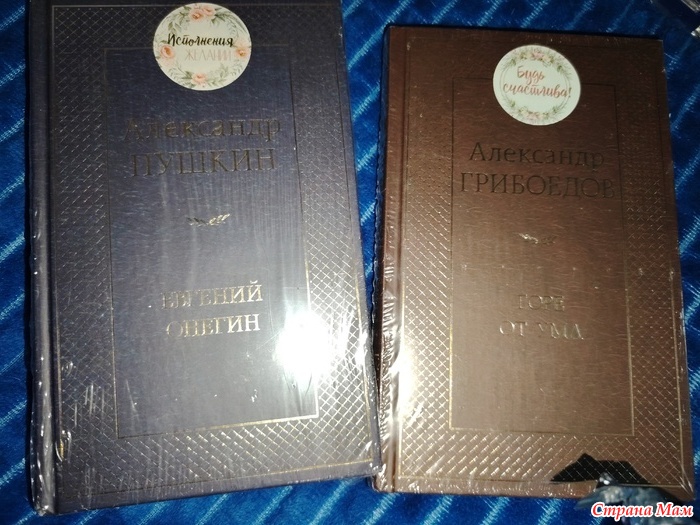 Исполнения
ЖЕЛАНИЙ
Александр
ПУШКИН
ЕВГЕНИЙ
ОНЕГИН
Будь
счастлива!
Александр
ГРИБОЕДОВ
ГОРЕ
ОТ УМА
Страна Мам